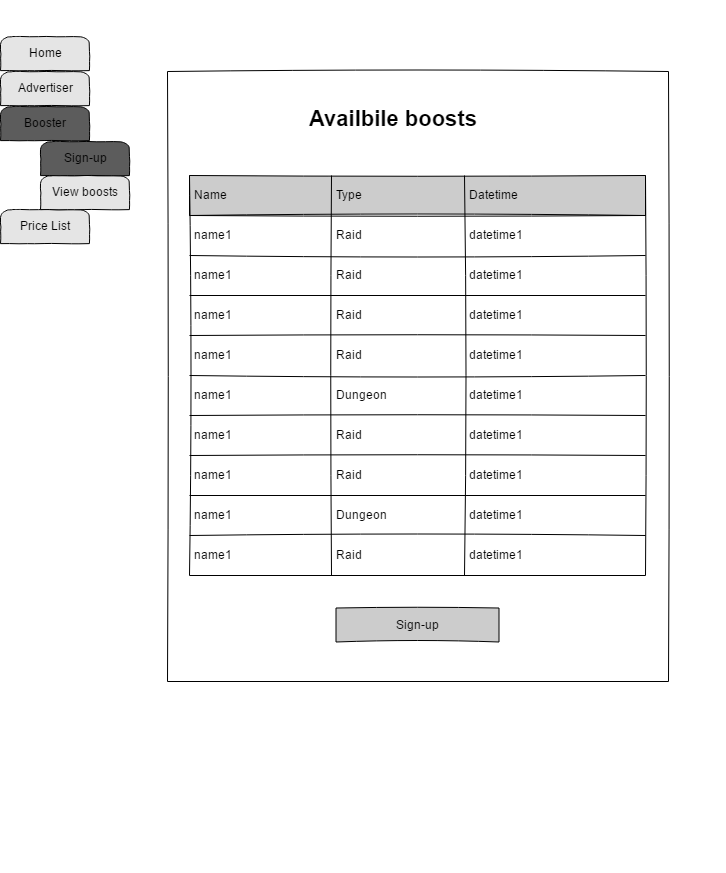 Home
Advertiser
Booster
Sign-up
View boosts
Price List
Availbile boosts
Name Type Datetime
name1 Raid datetime1
name1 Raid datetime1
name1 Raid datetime1
name1 Raid datetime1
name1 Dungeon datetime1
name1 Raid datetime1
name1 Raid datetime1
name1 Dungeon datetime1
name1 Raid datetime1
Sign-up